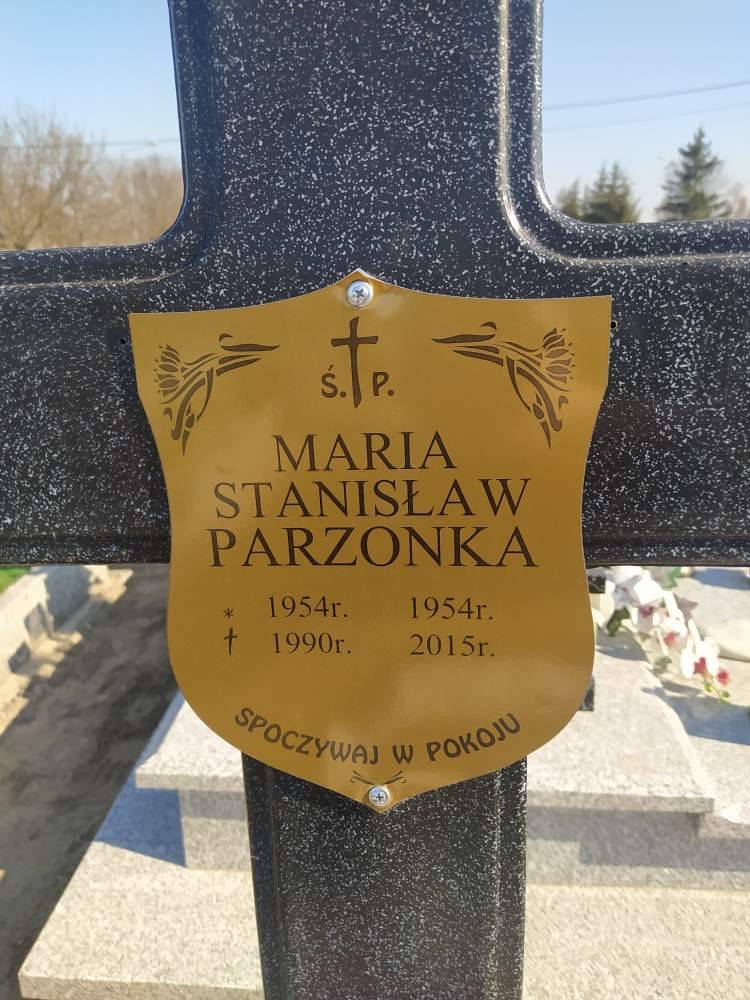 Ś. P.
MARIA
STANISŁAW
PARZONKA
* 1954r. 1954r.
† 1990r. 2015r.
SPOCZYWAJ W POKOJU